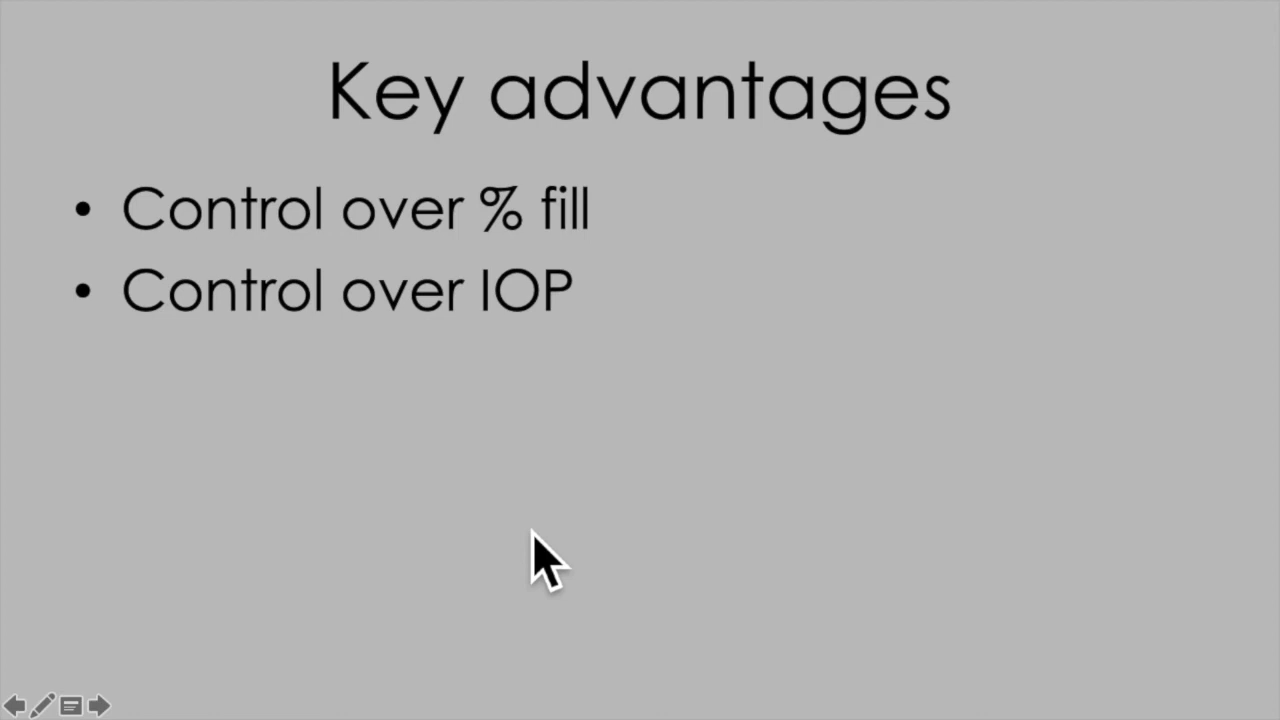 Key advantages
• Control over % fill
• Control over IOP